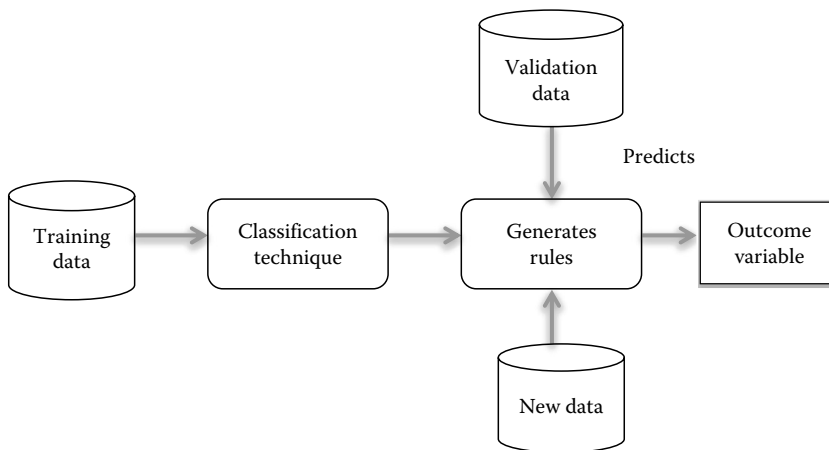 Validation
data
Predicts
Training
data
Classification
technique
Generates
rules
Outcome
variable
New data